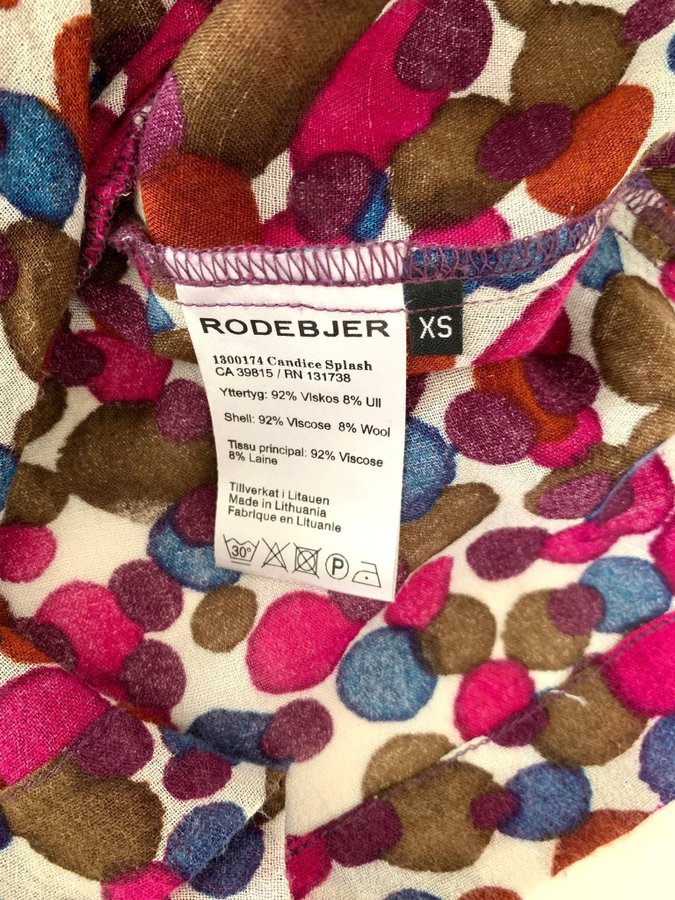 RODEBJER
XS
1300174 Candice Splash
CA 39815 / RN 131738
Yttertyg: 92% Viskos 8% Ull
Shell: 92% Viscose 8% Wool
Tissu principal: 92% Viscose
8% Laine
Tillverkat i Litauen
Made in Lithuania
Fabrique en Lituanie
30°
P